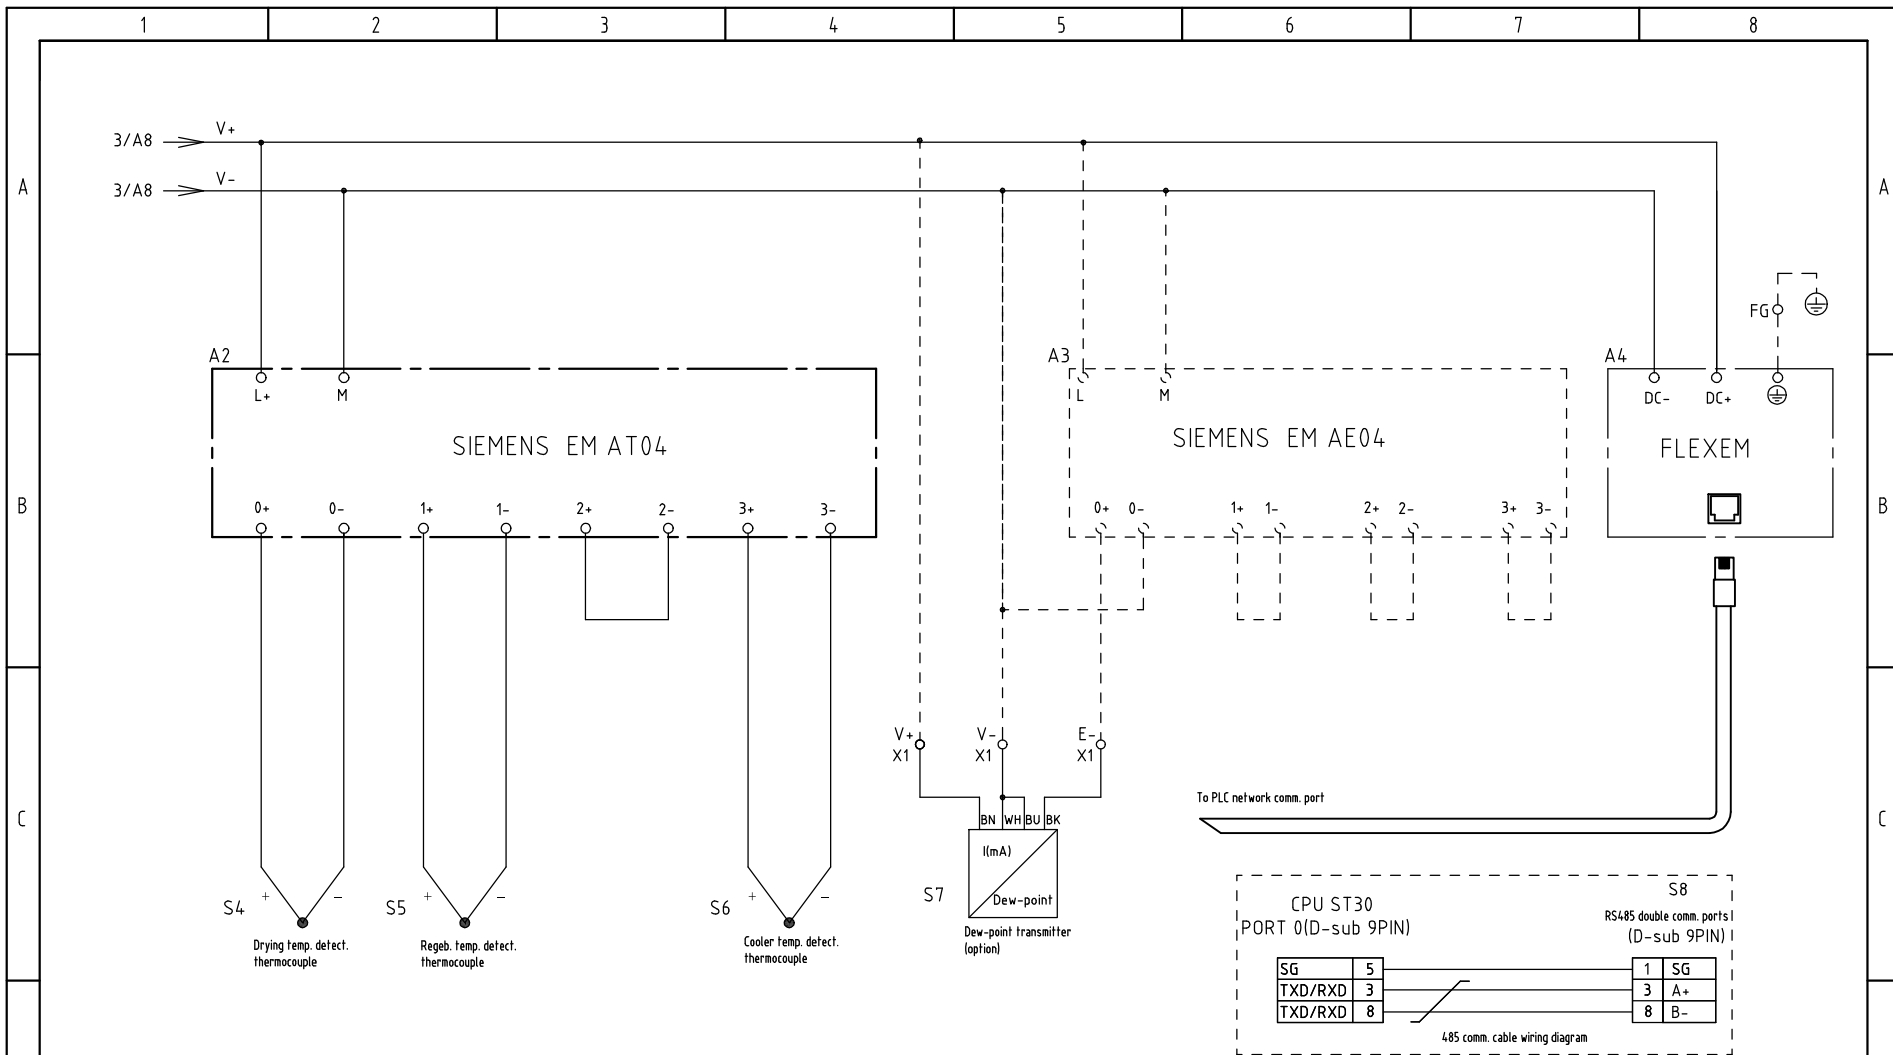 1 2 3 4 5 6 7 8
V+
3/A8
V-
3/A8
A A
FG
A2 A3 A4
L+ M L M DC- DC+
SIEMENS EM AT04
SIEMENS EM AE04
FLEXEM
B B
0+ 0- 1+ 1- 2+ 2- 3+ 3-
0+ 0- 1+ 1- 2+ 2- 3+ 3-
V+ V- E-
X1 X1 X1
To PLC network comm. port
C C
BN WH BU BK
I(mA)
Dew-point
S7
Dew-point transmitter
(option)
+ - + - + -
S4 S5 S6
Drying temp. detect.
thermocouple
Regeb. temp. detect.
thermocouple
Cooler temp. detect.
thermocouple
S8
CPU ST30
PORT 0(D-sub 9PIN)
RS485 double comm. ports
(D-sub 9PIN)
SG 5 1 SG
TXD/RXD 3 3 A+
TXD/RXD 8 8 B-
485 comm. cable wiring diagram